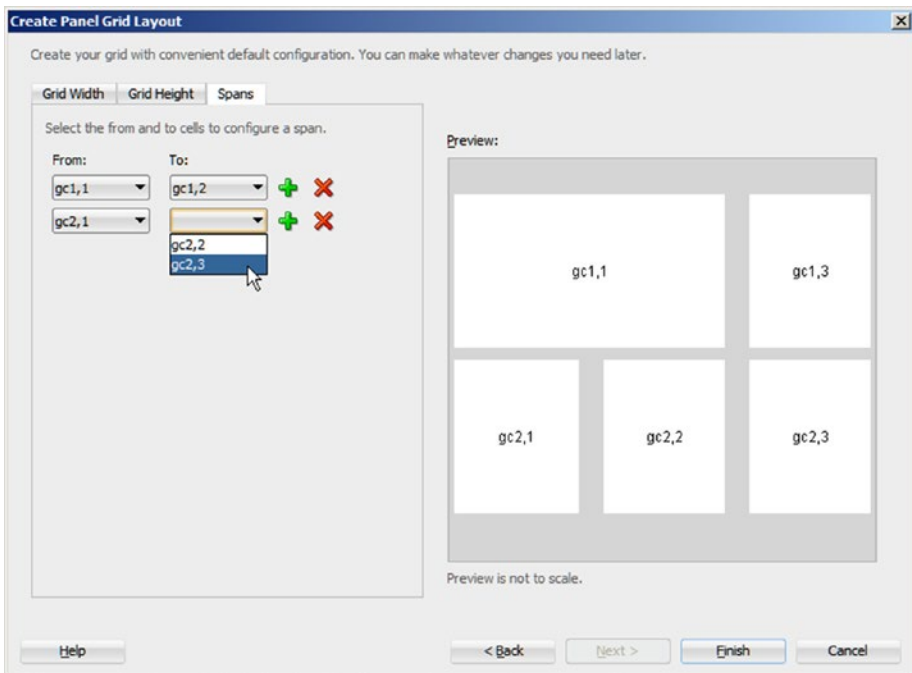 Create Panel Grid Layout
Create your grid with convenient default configuration. You can make whatever changes you need later.
Grid Width Grid Height Spans
Select the from and to cells to configure a span.
From: To:
gc1,1 gc1,2
gc2,1
gc2,2
gc2,3
Preview:
gc1,1 gc1,3
gc2,1 gc2,2 gc2,3
Preview is not to scale.
Help < Back Next > Finish Cancel